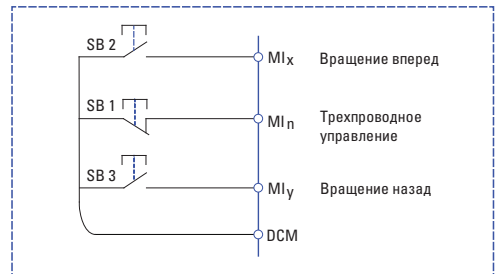 SB 2
MIx Вращение вперед
SB 1
MIn Трехпроводное
управление
SB 3
MIy Вращение назад
DCM